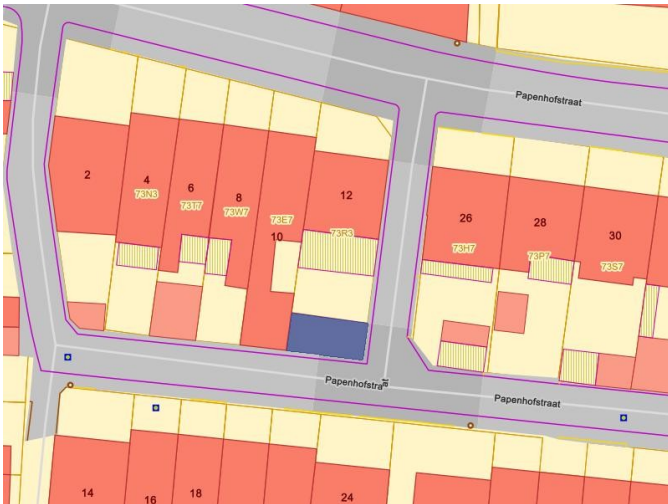 Papenhofstraat
2
4
73N3
6
73T7
8
73W7
73E7
10
12
73R3
26
73H7
28
73P7
30
73S7
Papenhofstraat
Papenhofstraat
14
16
18
24